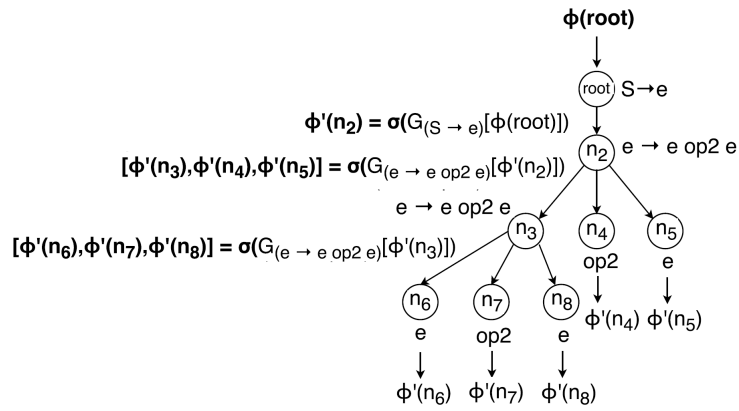 ϕ(root)
root S → e
ϕ'(n₂) = σ(G₍S → e₎[ϕ(root)])
n₂ e → e op2 e
[ϕ'(n₃),ϕ'(n₄),ϕ'(n₅)] = σ(G₍e → e op2 e₎[ϕ'(n₂)])
e → e op2 e
n₃ n₄ n₅
[ϕ'(n₆),ϕ'(n₇),ϕ'(n₈)] = σ(G₍e → e op2 e₎[ϕ'(n₃)])
op2 e
n₆ n₇ n₈
ϕ'(n₄) ϕ'(n₅)
e op2 e
ϕ'(n₆) ϕ'(n₇) ϕ'(n₈)